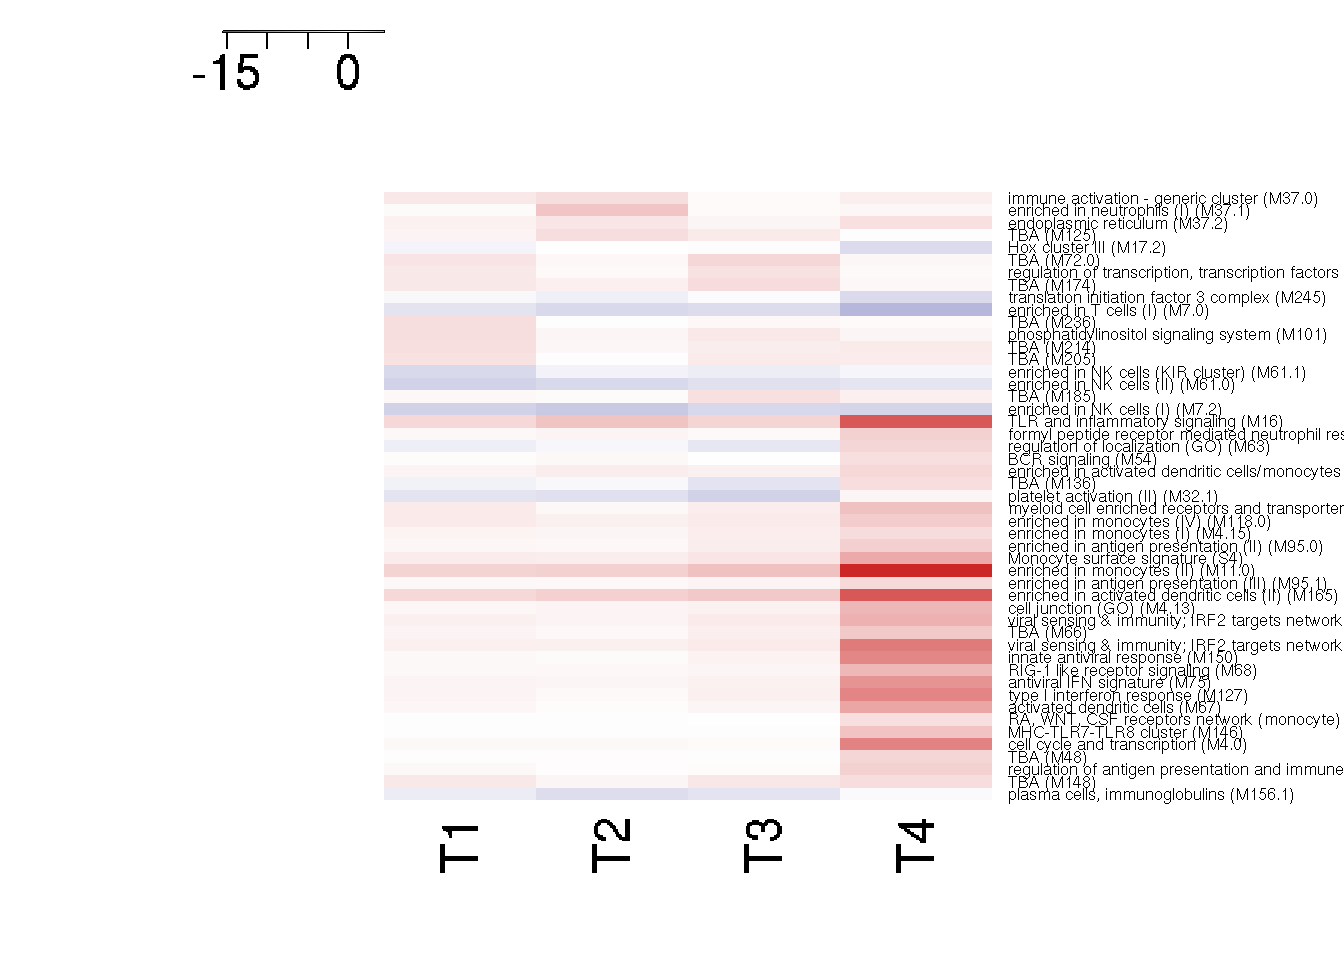 -15 0
immune activation - generic cluster (M37.0)
enriched in neutrophils (I) (M37.1)
endoplasmic reticulum (M37.2)
TBA (M125)
Hox cluster III (M17.2)
TBA (M72.0)
regulation of transcription, transcription factors
TBA (M174)
translation initiation factor 3 complex (M245)
enriched in T cells (I) (M7.0)
TBA (M236)
phosphatidylinositol signaling system (M101)
TBA (M214)
TBA (M205)
enriched in NK cells (KIR cluster) (M61.1)
enriched in NK cells (II) (M61.0)
TBA (M185)
enriched in NK cells (I) (M7.2)
TLR and inflammatory signaling (M16)
formyl peptide receptor mediated neutrophil res
regulation of localization (GO) (M63)
BCR signaling (M54)
enriched in activated dendritic cells/monocytes
TBA (M136)
platelet activation (II) (M32.1)
myeloid cell enriched receptors and transporter
enriched in monocytes (IV) (M118.0)
enriched in monocytes (I) (M4.15)
enriched in antigen presentation (II) (M95.0)
Monocyte surface signature (S4)
enriched in monocytes (II) (M11.0)
enriched in antigen presentation (III) (M95.1)
enriched in activated dendritic cells (II) (M165)
cell junction (GO) (M4.13)
viral sensing & immunity; IRF2 targets network
TBA (M66)
viral sensing & immunity; IRF2 targets network
innate antiviral response (M150)
RIG-1 like receptor signaling (M68)
antiviral IFN signature (M75)
type I interferon response (M127)
activated dendritic cells (M67)
RA, WNT, CSF receptors network (monocyte)
MHC-TLR7-TLR8 cluster (M146)
cell cycle and transcription (M4.0)
TBA (M48)
regulation of antigen presentation and immune
TBA (M148)
plasma cells, immunoglobulins (M156.1)
T1 T2 T3 T4